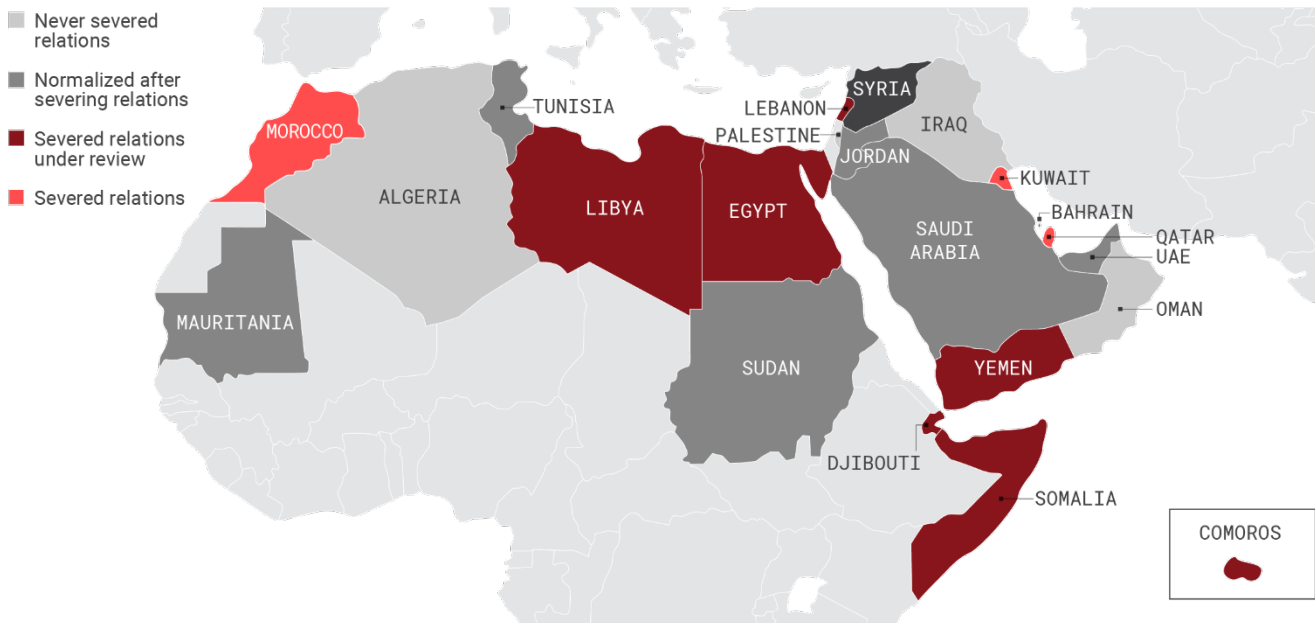 Never severed
relations
Normalized after
severing relations
Severed relations
under review
Severed relations
SYRIA
LEBANON
TUNISIA
PALESTINE
IRAQ
MOROCCO
JORDAN
KUWAIT
ALGERIA
LIBYA
EGYPT
BAHRAIN
SAUDI
ARABIA
QATAR
UAE
OMAN
MAURITANIA
SUDAN
YEMEN
DJIBOUTI
SOMALIA
COMOROS